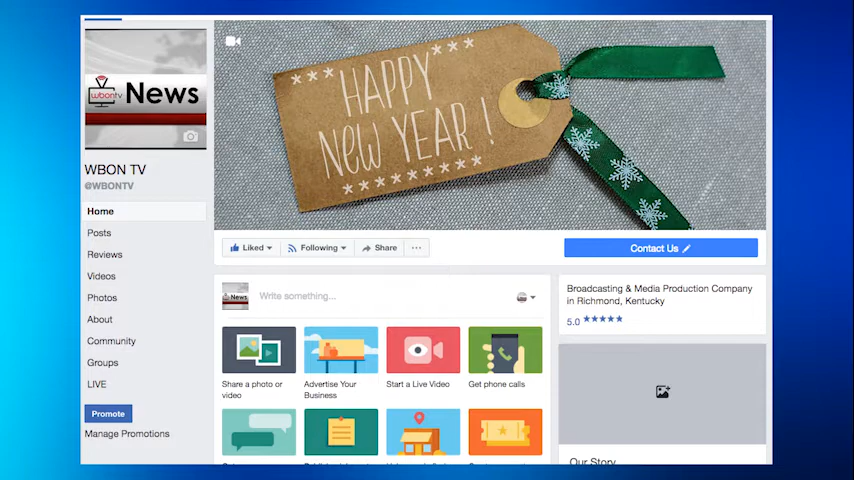 HAPPY
NEW YEAR!
wbontv News
WBON TV
@WBONTV
Home
Posts
Reviews
Videos
Photos
About
Community
Groups
LIVE
Promote
Manage Promotions
Liked
Following
Share
Contact Us
News
Write something...
Share a photo or
video
Advertise Your
Business
Start a Live Video
Get phone calls
Broadcasting & Media Production Company
in Richmond, Kentucky
5.0 ★★★★★
Our Story